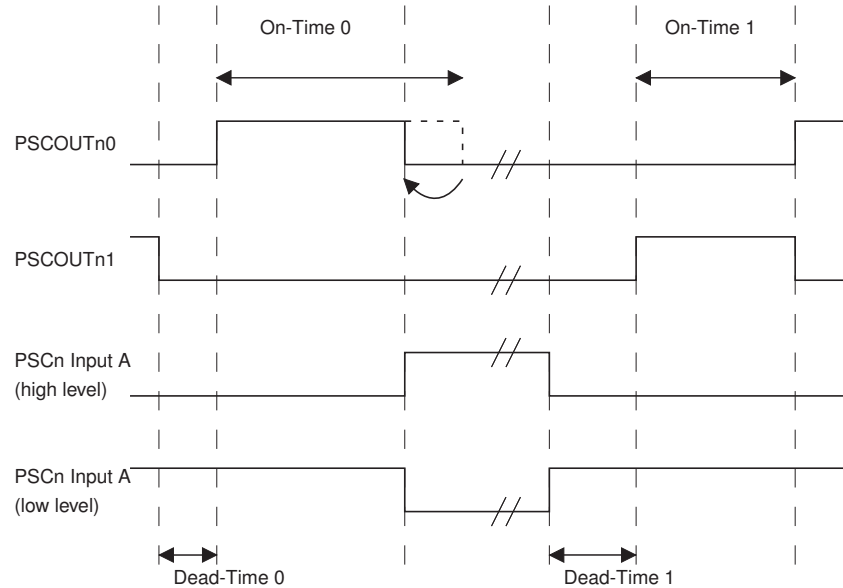 On-Time 0
On-Time 1
PSCOUTn0
PSCOUTn1
PSCn Input A
(high level)
PSCn Input A
(low level)
Dead-Time 0
Dead-Time 1